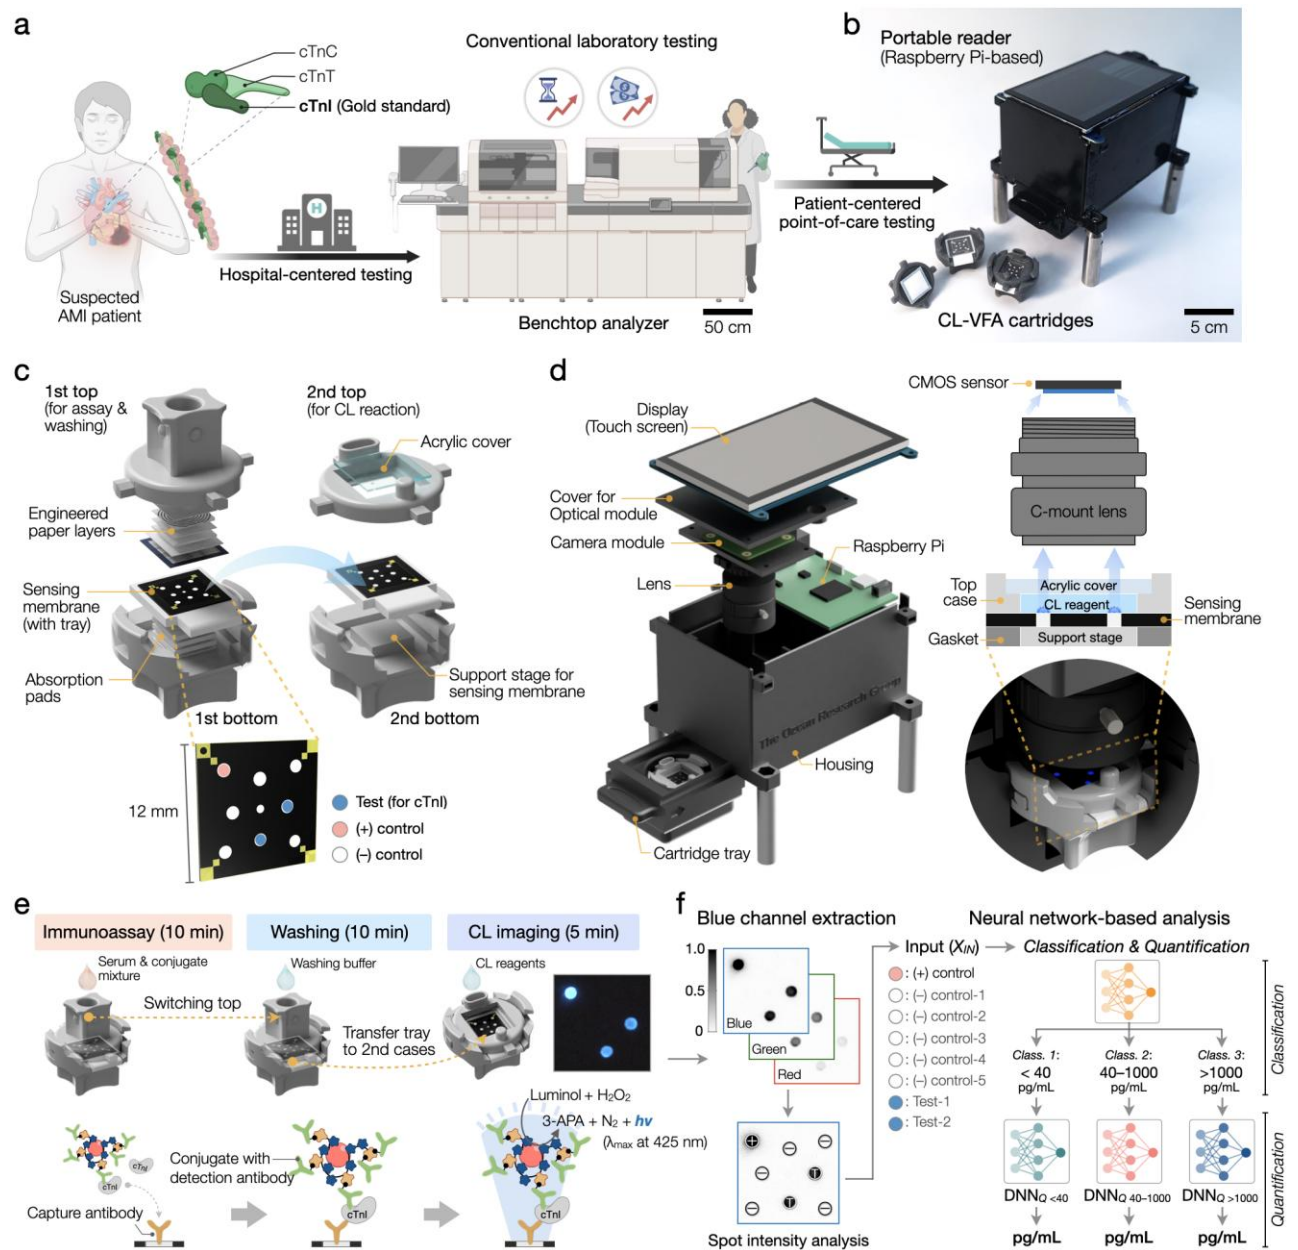 a
cTnC
cTnT
cTnI (Gold standard)
Suspected
AMI patient
H
Hospital-centered testing
Conventional laboratory testing
Benchtop analyzer
50 cm
Patient-centered
point-of-care testing
b
Portable reader
(Raspberry Pi-based)
CL-VFA cartridges
5 cm
c
1st top
(for assay &
washing)
2nd top
(for CL reaction)
Acrylic cover
Engineered
paper layers
Sensing
membrane
(with tray)
Absorption
pads
1st bottom
Support stage for
sensing membrane
2nd bottom
12 mm
Test (for cTnI)
(+) control
(–) control
d
Display
(Touch screen)
Cover for
Optical module
Camera module
Lens
Raspberry Pi
The Ozcan Research Group
Housing
Cartridge tray
CMOS sensor
C-mount lens
Top
case
Acrylic cover
CL reagent
Sensing
membrane
Gasket
Support stage
e
Immunoassay (10 min)
Washing (10 min)
CL imaging (5 min)
Serum & conjugate
mixture
Washing buffer
CL reagents
Switching top
Transfer tray
to 2nd cases
Luminol + H₂O₂
3-APA + N₂ + hv
(λmax at 425 nm)
cTnI
cTnI
Conjugate with
detection antibody
Capture antibody
cTnI
cTnI
f
Blue channel extraction
1.0
0.5
0
Blue
Green
Red
+
–
–
–
–
T
–
T
–
Spot intensity analysis
Neural network-based analysis
Input (XIN)
Classification & Quantification
: (+) control
: (–) control-1
: (–) control-2
: (–) control-3
: (–) control-4
: (–) control-5
: Test-1
: Test-2
Class. 1:
< 40
pg/mL
Class. 2:
40–1000
pg/mL
Class. 3:
>1000
pg/mL
Classification
DNNQ <40
DNNQ 40–1000
DNNQ >1000
pg/mL
pg/mL
pg/mL
Quantification